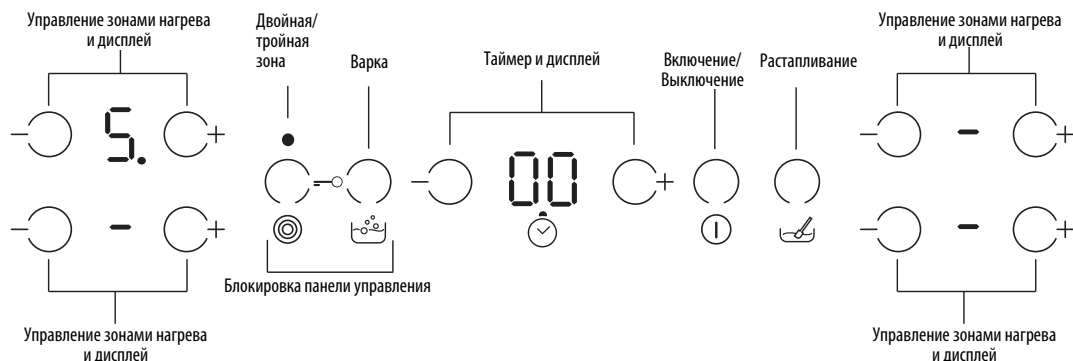 Управление зонами нагрева
и дисплей
Двойная/
тройная
зона
Варка
Таймер и дисплей
Включение/
Выключение
Растапливание
Управление зонами нагрева
и дисплей
5.
00
Блокировка панели управления
Управление зонами нагрева
и дисплей
Управление зонами нагрева
и дисплей